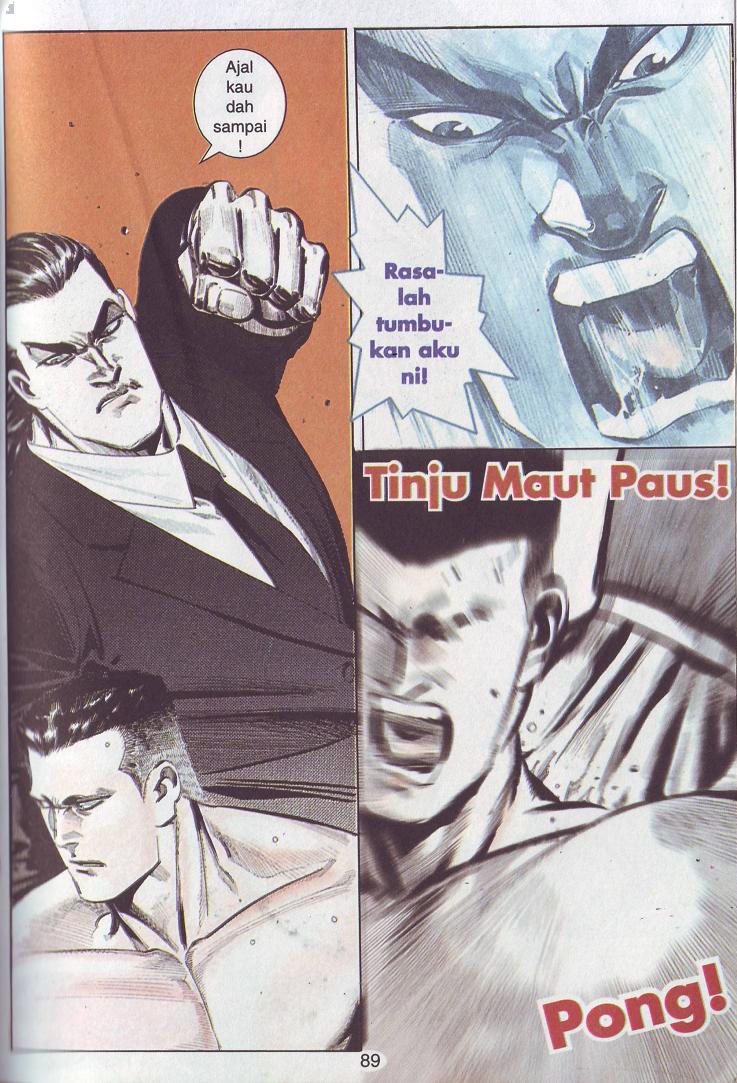 Ajal
kau
dah
sampai
!
Rasa-
lah
tumbu-
kan aku
ni!
Tinju Maut Paus!
Pong!
89